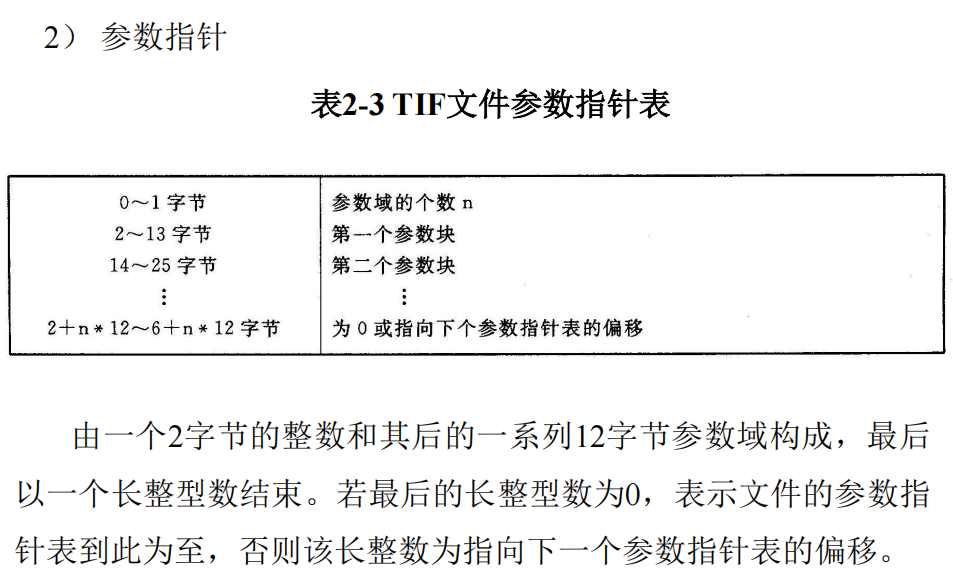 2） 参数指针
表2-3 TIF文件参数指针表
0～1 字节 参数域的个数 n
2～13 字节 第一个参数块
14～25 字节 第二个参数块
⋮ ⋮
2＋n * 12～6＋n * 12 字节 为 0 或指向下个参数指针表的偏移
由一个2字节的整数和其后的一系列12字节参数域构成，最后
以一个长整型数结束。若最后的长整型数为0，表示文件的参数指
针表到此为至，否则该长整数为指向下一个参数指针表的偏移。